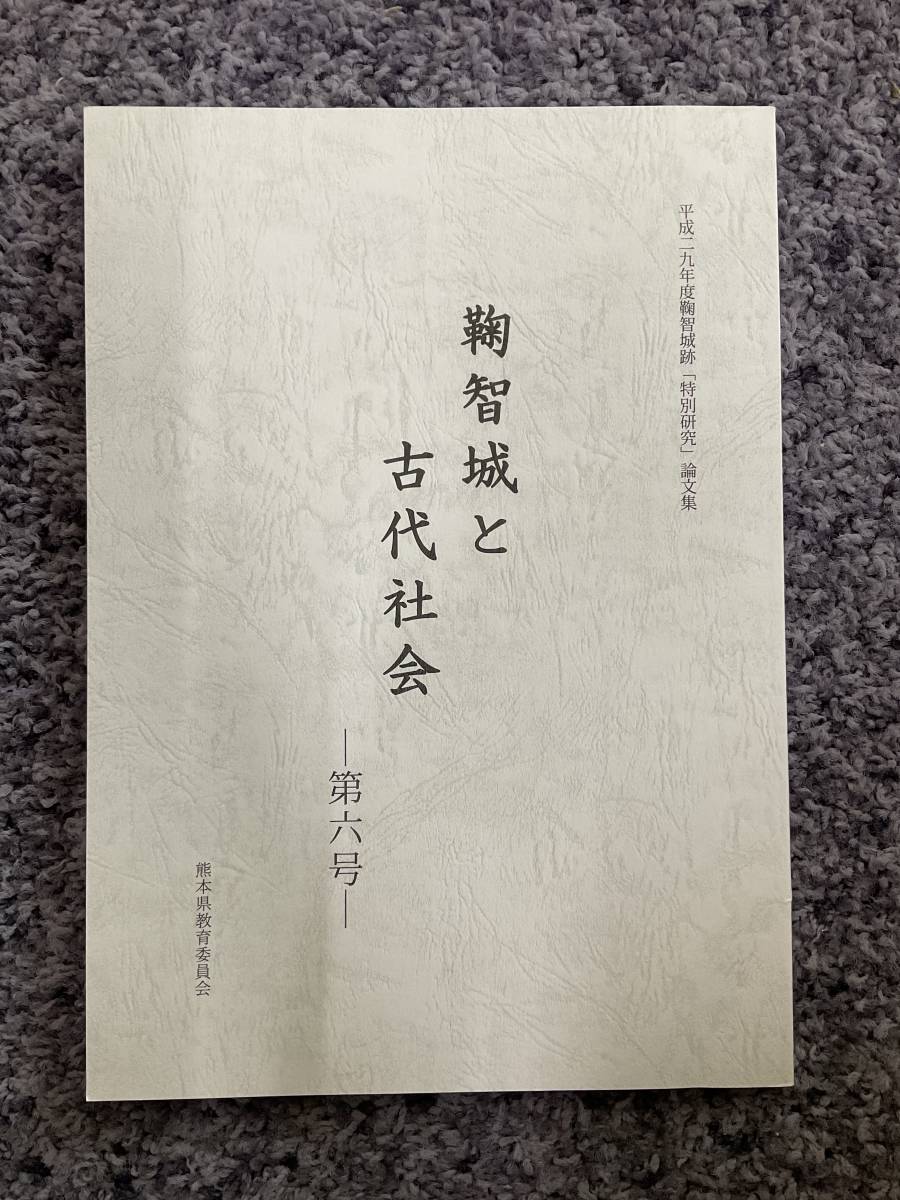 平成二九年度鞠智城跡「特別研究」論文集
鞠智城と
古代社会
―第六号―
熊本県教育委員会